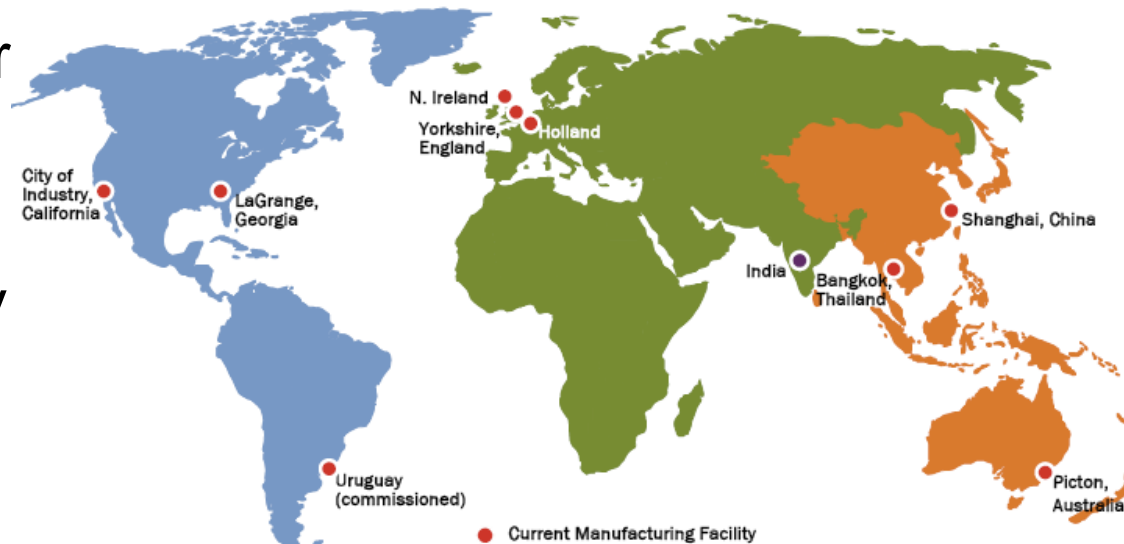 r
N. Ireland
Yorkshire,
England
Holland
City of
Industry,
California
LaGrange,
Georgia
Shanghai, China
India
Bangkok,
Thailand
y
Uruguay
(commissioned)
Picton,
Australia
Current Manufacturing Facility